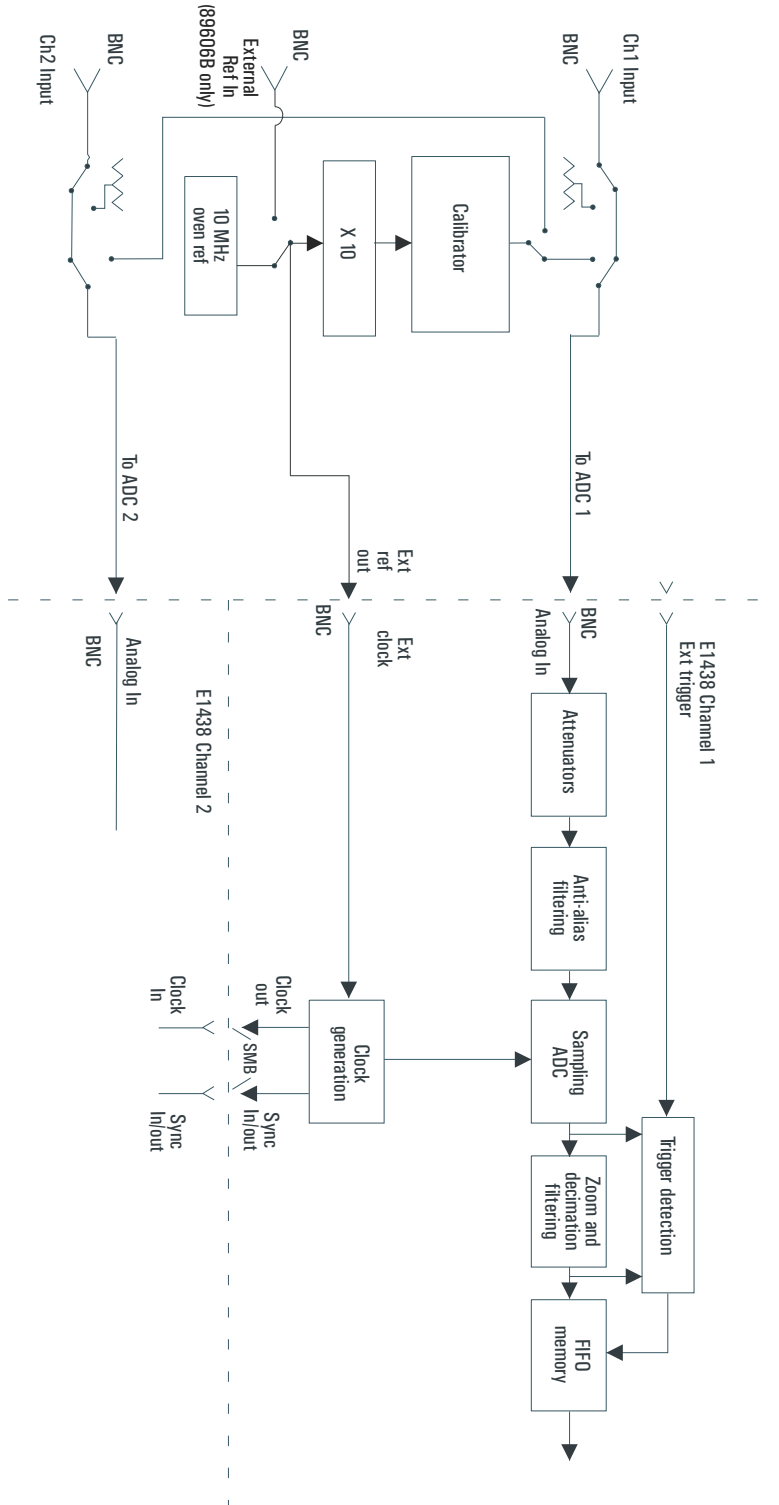 Ch1 Input
BNC
BNC
External
Ref In
(89606B only)
BNC
Ch2 Input
Calibrator
X 10
10 MHz
oven ref
To ADC 1
Ext
ref
out
To ADC 2
E1438 Channel 1
Ext trigger
BNC
Analog In
Ext
clock
BNC
Analog In
BNC
E1438 Channel 2
Attenuators
Anti-alias
filtering
Sampling
ADC
Zoom and
decimation
filtering
FIFO
memory
Trigger detection
Clock
generation
Clock
out
SMB
Sync
In/out
Clock
In
Sync
In/out